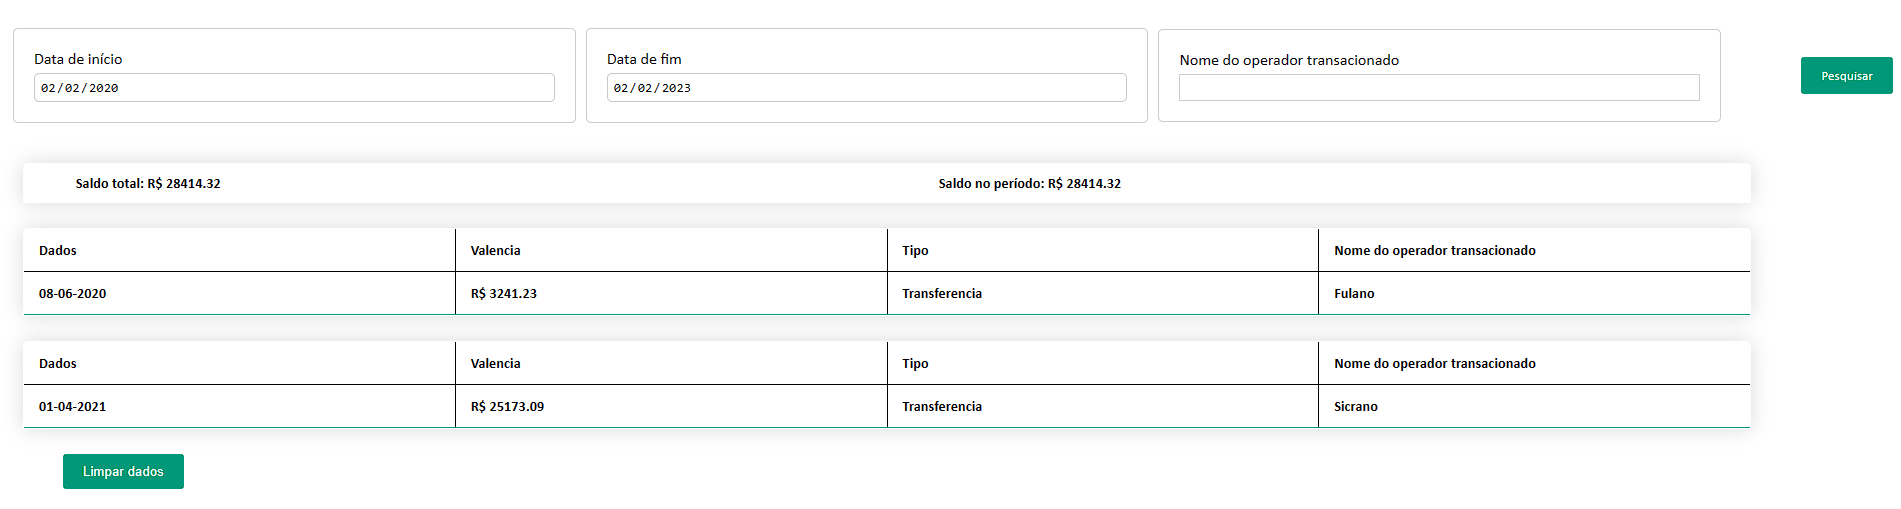 Data de início
02/02/2020
Data de fim
02/02/2023
Nome do operador transacionado
Pesquisar
Saldo total: R$ 28414.32
Saldo no período: R$ 28414.32
Dados Valencia Tipo Nome do operador transacionado
08-06-2020 R$ 3241.23 Transferencia Fulano
Dados Valencia Tipo Nome do operador transacionado
01-04-2021 R$ 25173.09 Transferencia Sicrano
Limpar dados